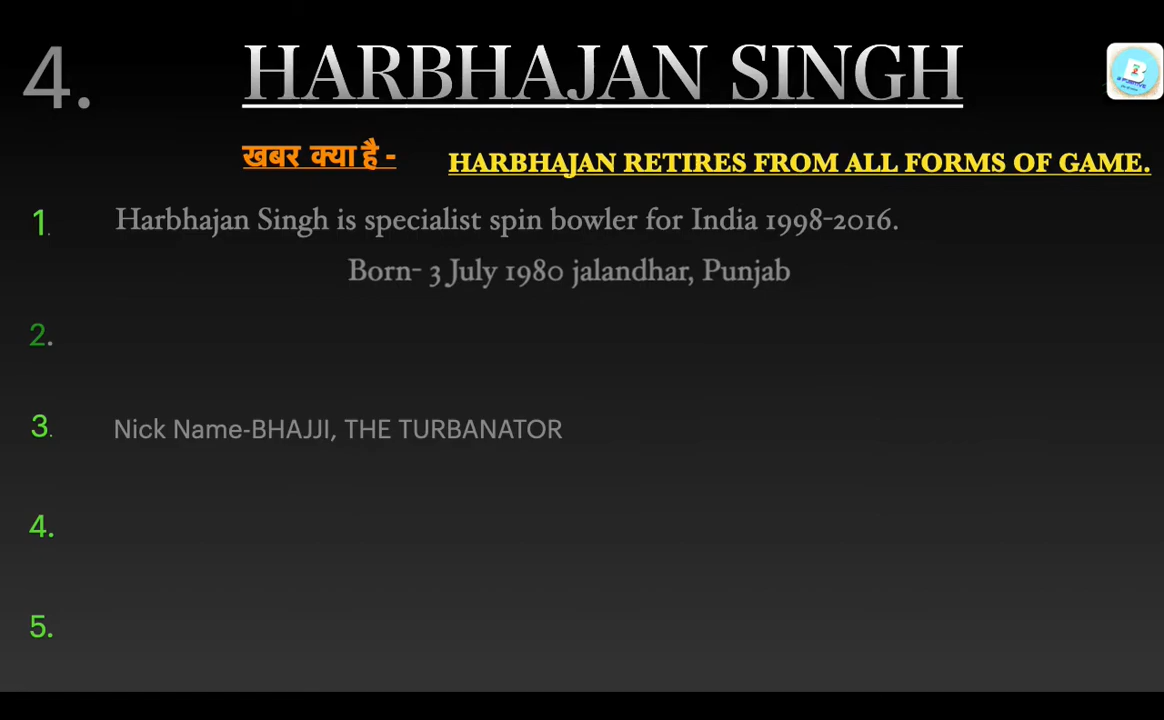 4.
HARBHAJAN SINGH
B
खबर क्या है - HARBHAJAN RETIRES FROM ALL FORMS OF GAME.
1. Harbhajan Singh is specialist spin bowler for India 1998-2016.
Born- 3 July 1980 jalandhar, Punjab
2.
3. Nick Name-BHAJJI, THE TURBANATOR
4.
5.